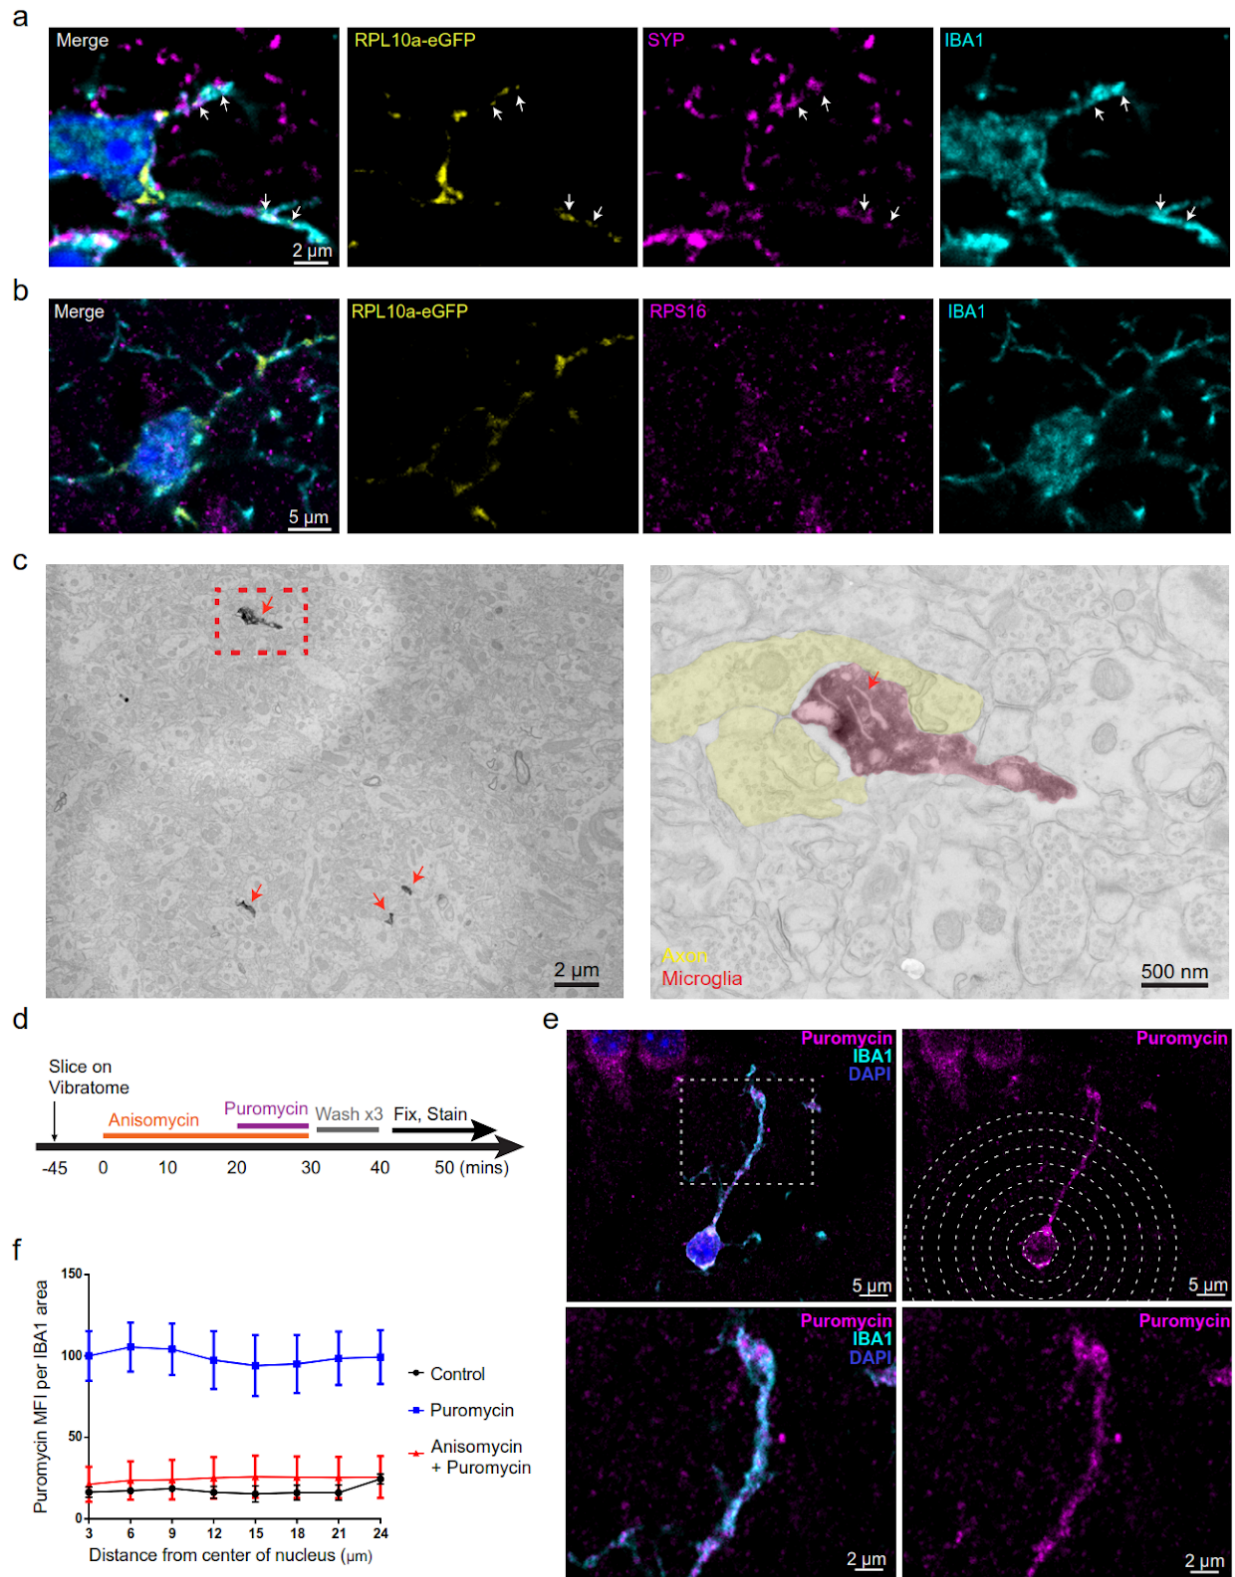 a
Merge
RPL10a-eGFP
SYP
IBA1
2 µm
b
Merge
RPL10a-eGFP
RPS16
IBA1
5 µm
c
2 µm
Axon
Microglia
500 nm
d
Slice on
Vibratome
Anisomycin
Puromycin
Wash x3
Fix, Stain
-45 0 10 20 30 40 50 (mins)
e
Puromycin
IBA1
DAPI
5 µm
Puromycin
5 µm
Puromycin
IBA1
DAPI
2 µm
Puromycin
2 µm
f
Puromycin MFI per IBA1 area
150
100
50
0
3 6 9 12 15 18 21 24
Distance from center of nucleus (µm)
Control
Puromycin
Anisomycin
+ Puromycin